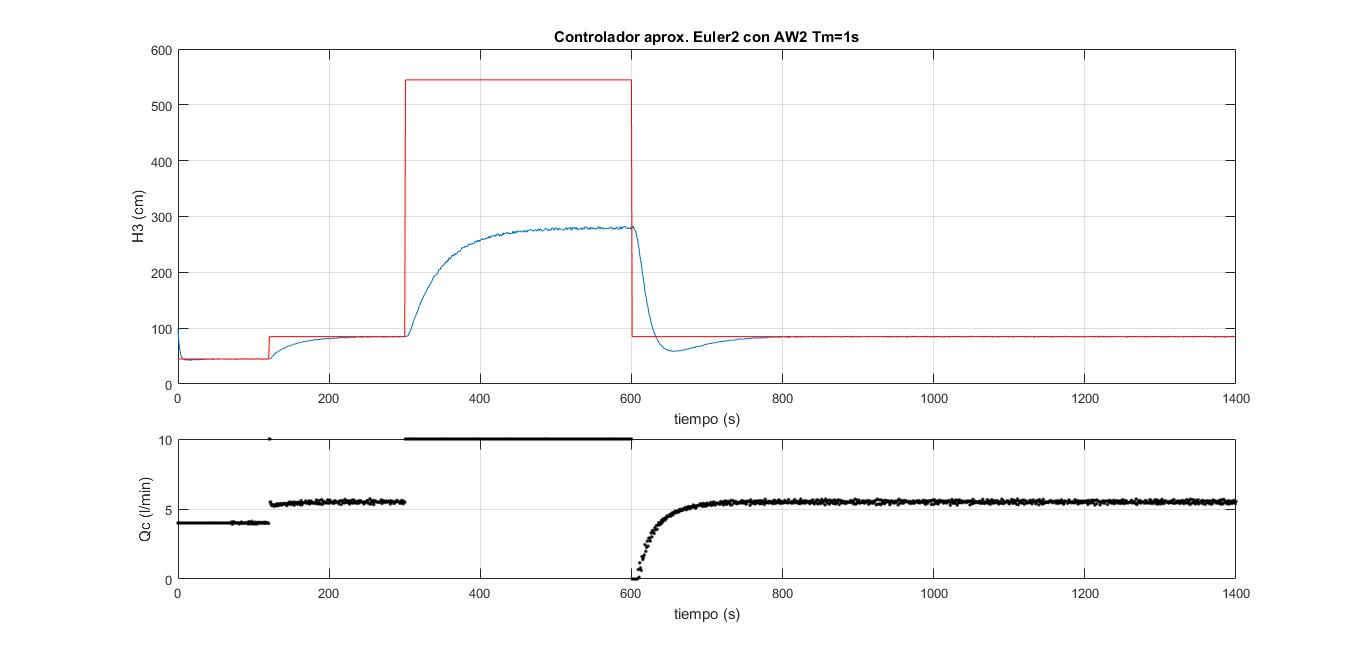 Controlador aprox. Euler2 con AW2 Tm=1s
600
500
400
300
200
100
0
H3 (cm)
0 200 400 600 800 1000 1200 1400
tiempo (s)
10
5
0
Qc (l/min)
0 200 400 600 800 1000 1200 1400
tiempo (s)